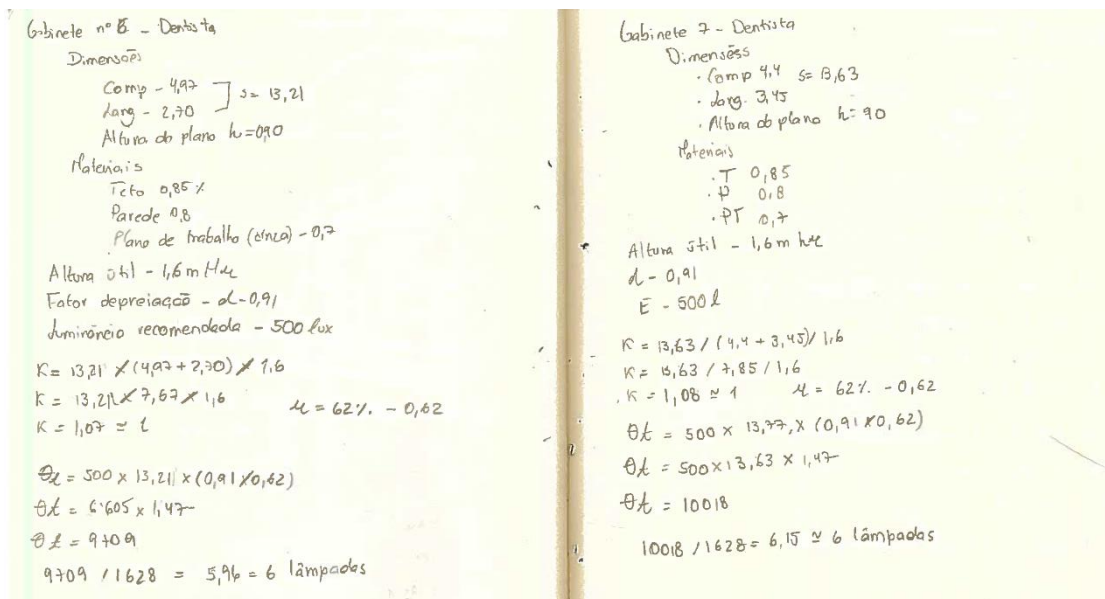 Gabinete nº 6 - Dentista
Dimensões
Comp - 4,97
Larg - 2,70
s = 13,21
Altura do plano h = 0,90
Materiais
Teto 0,85 %
Parede 0,8
Plano de trabalho (cinza) - 0,7
Altura útil - 1,6 m Hu
Fator depreiação - d - 0,91
Luminâncio recomendada - 500 lux
K = 13,21 / (4,97 + 2,70) / 1,6
K = 13,21 / 7,67 / 1,6
K = 1,07 ≃ 1
u = 62% - 0,62
θt = 500 x 13,21 x (0,91 / 0,62)
θt = 6'605 x 1,47
θt = 9709
9709 / 1628 = 5,96 = 6 lâmpadas
Gabinete 7 - Dentista
Dimensões
· Comp 4,4 s = 13,63
· Larg. 3,45
· Altura do plano h = 90
Materiais
· T 0,85
· P 0,8
· PT 0,7
Altura útil - 1,6 m hu
d - 0,91
E - 500 l
K = 13,63 / (4,4 + 3,45) / 1,6
K = 13,63 / 7,85 / 1,6
K = 1,08 ≃ 1 u = 62% - 0,62
θt = 500 x 13,77, x (0,91 / 0,62)
θt = 500 x 13,63 x 1,47
θt = 10018
10018 / 1628 = 6,15 ≃ 6 lâmpadas